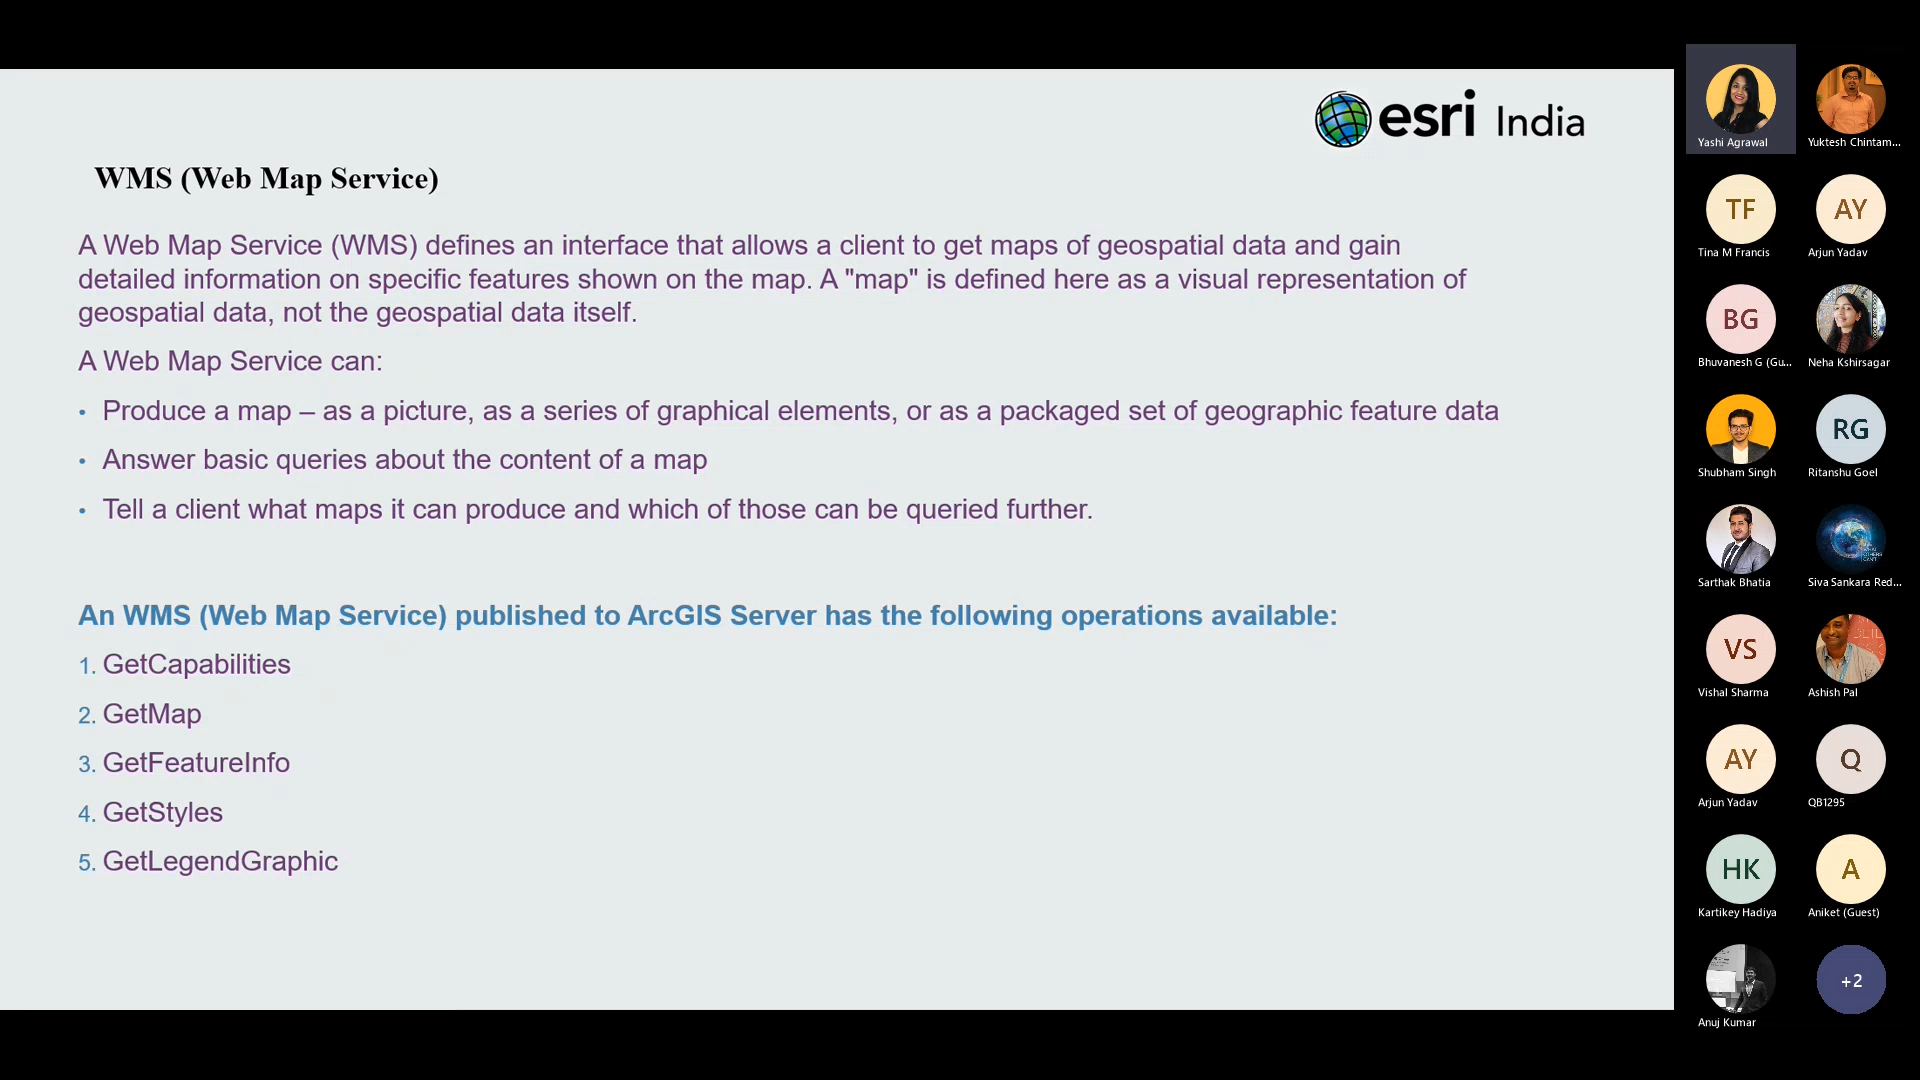 esri India
WMS (Web Map Service)
A Web Map Service (WMS) defines an interface that allows a client to get maps of geospatial data and gain
detailed information on specific features shown on the map. A "map" is defined here as a visual representation of
geospatial data, not the geospatial data itself.
A Web Map Service can:
• Produce a map – as a picture, as a series of graphical elements, or as a packaged set of geographic feature data
• Answer basic queries about the content of a map
• Tell a client what maps it can produce and which of those can be queried further.
An WMS (Web Map Service) published to ArcGIS Server has the following operations available:
1. GetCapabilities
2. GetMap
3. GetFeatureInfo
4. GetStyles
5. GetLegendGraphic
Yashi Agrawal
Yuktesh Chintam...
TF
AY
Tina M Francis
Arjun Yadav
BG
Bhuvanesh G (Gu...
Neha Kshirsagar
RG
Shubham Singh
Ritanshu Goel
Sarthak Bhatia
Siva Sankara Red...
VS
Vishal Sharma
Ashish Pal
AY
Q
Arjun Yadav
QB1295
HK
A
Kartikey Hadiya
Aniket (Guest)
+2
Anuj Kumar